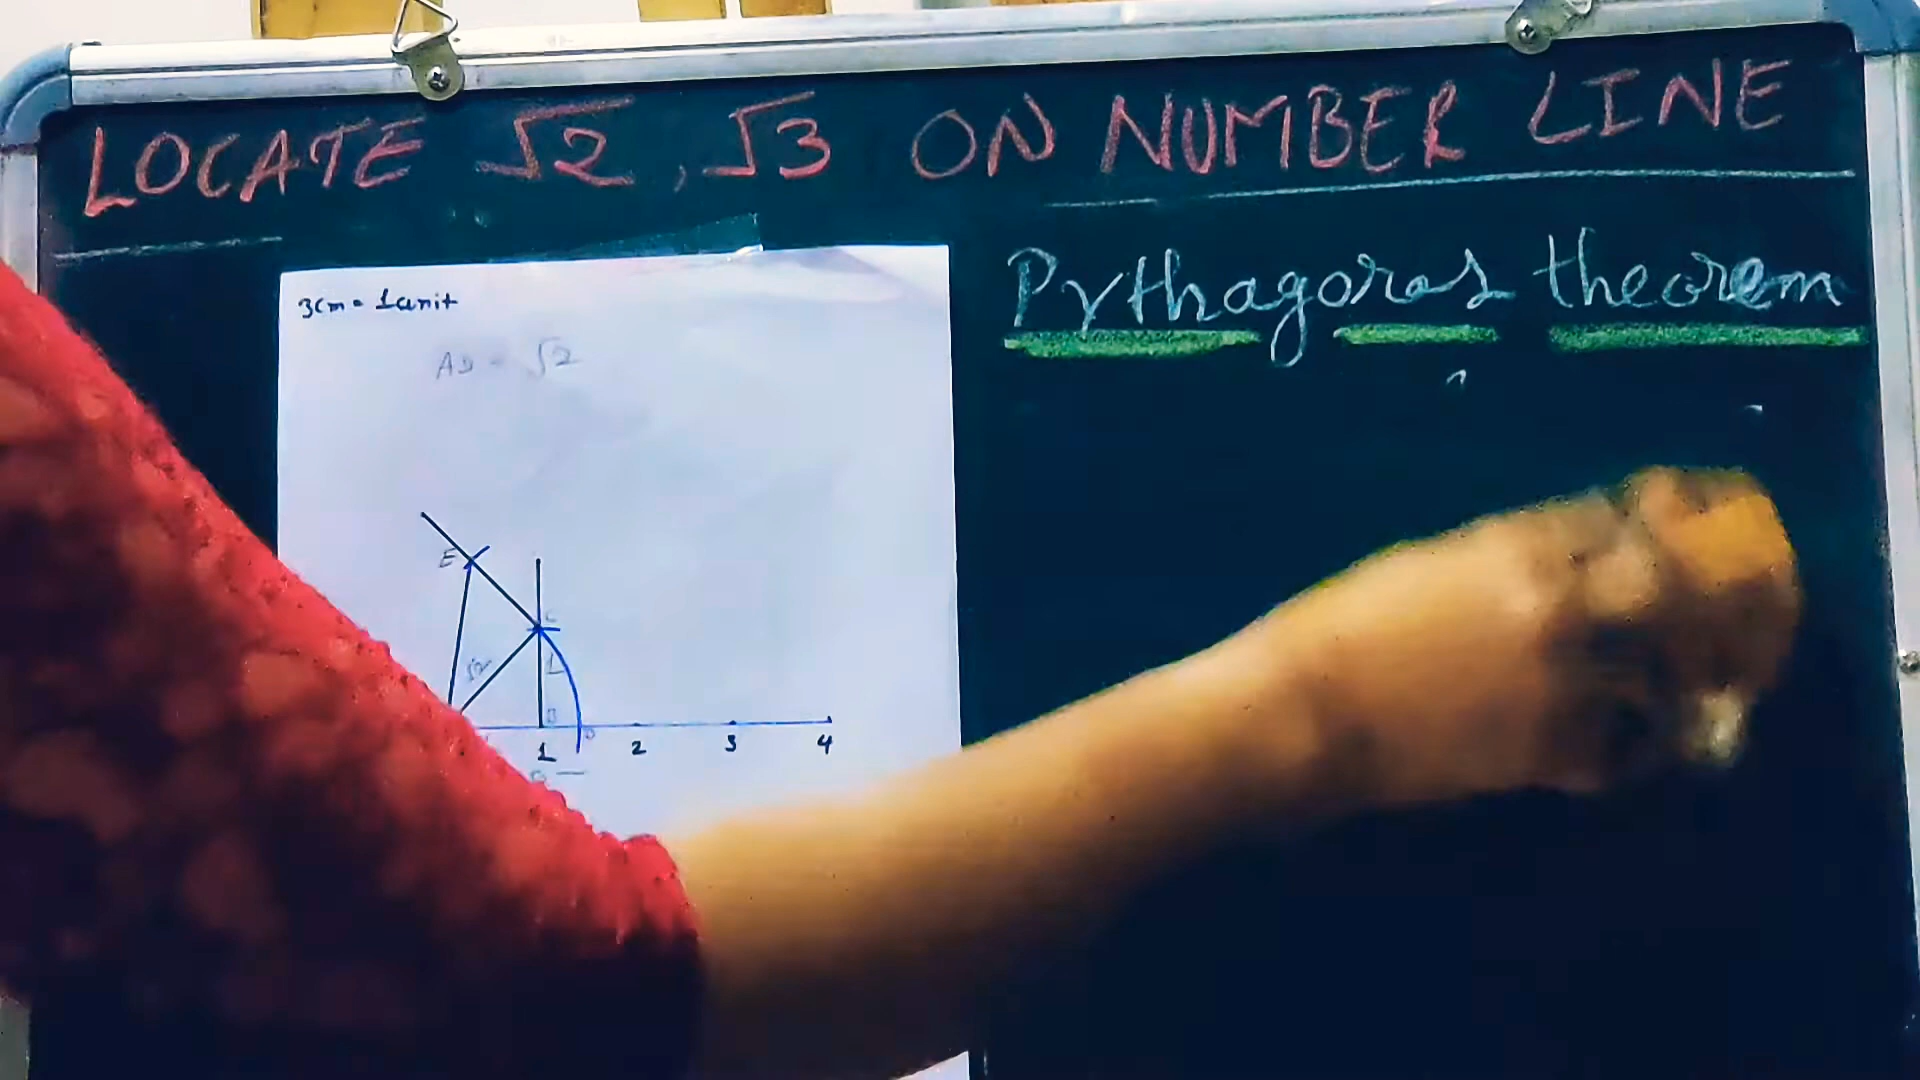 LOCATE √2, √3 ON NUMBER LINE
Pythagoras theorem
3cm = 1unit
AD = √2
E
C
√2 1
B D
1 2 3 4